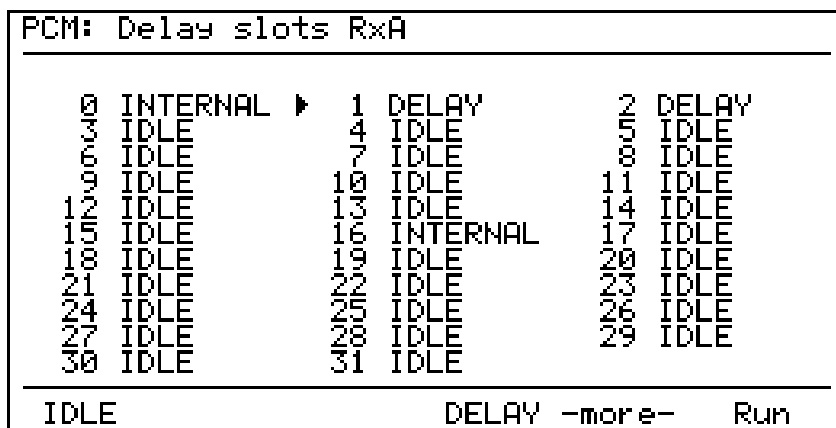 PCM: Delay slots RxA
0 INTERNAL 1 DELAY 2 DELAY
3 IDLE 4 IDLE 5 IDLE
6 IDLE 7 IDLE 8 IDLE
9 IDLE 10 IDLE 11 IDLE
12 IDLE 13 IDLE 14 IDLE
15 IDLE 16 INTERNAL 17 IDLE
18 IDLE 19 IDLE 20 IDLE
21 IDLE 22 IDLE 23 IDLE
24 IDLE 25 IDLE 26 IDLE
27 IDLE 28 IDLE 29 IDLE
30 IDLE 31 IDLE
IDLE DELAY -more- Run